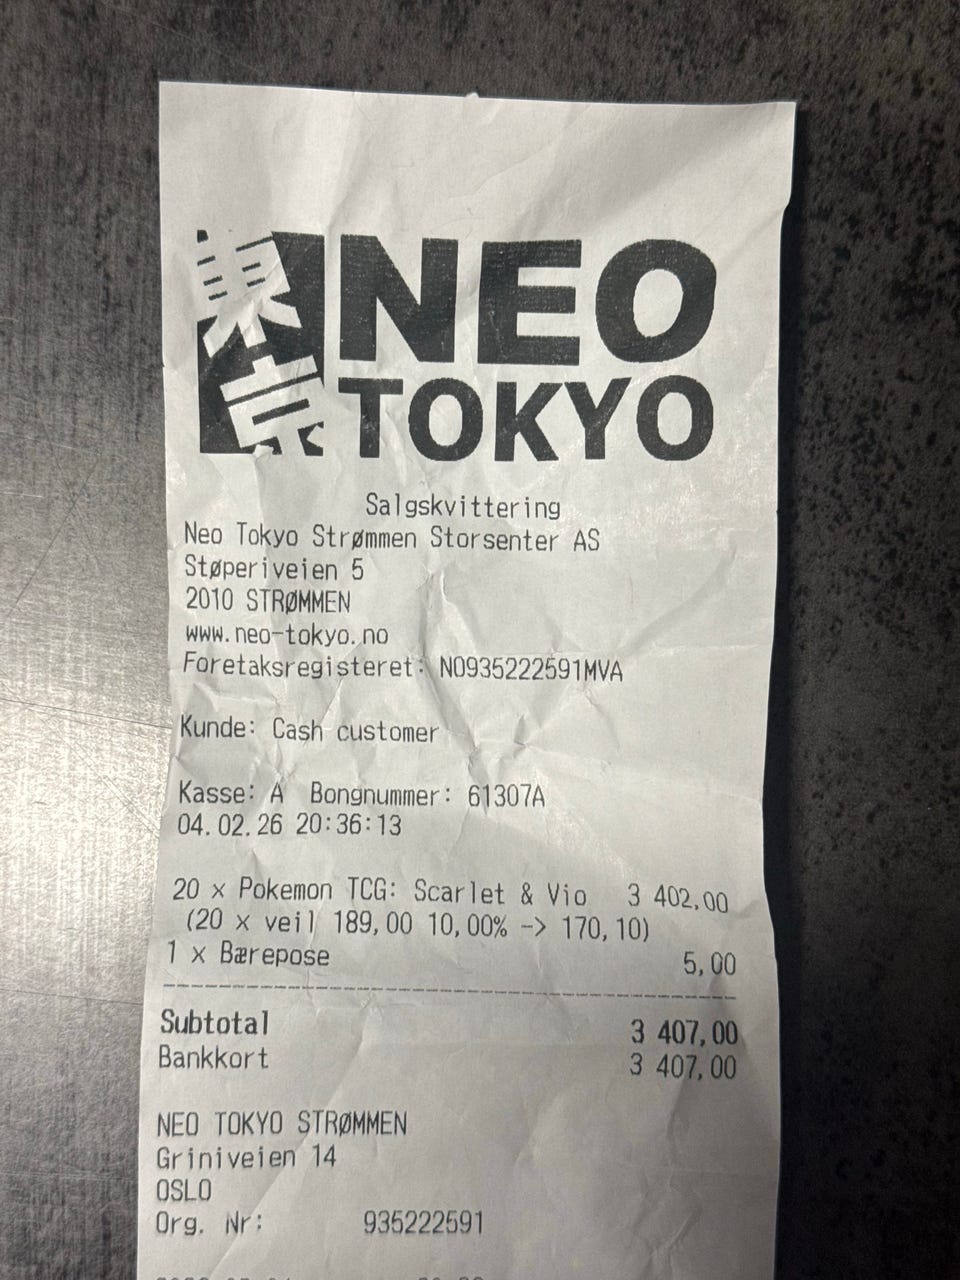 東京
NEO
TOKYO
Salgskvittering
Neo Tokyo Strømmen Storsenter AS
Støperiveien 5
2010 STRØMMEN
www.neo-tokyo.no
Foretaksregisteret: NO935222591MVA
Kunde: Cash customer
Kasse: A Bongnummer: 61307A
04.02.26 20:36:13
20 x Pokemon TCG: Scarlet & Vio 3 402,00
(20 x veil 189,00 10,00% -> 170,10)
1 x Bærepose 5,00
Subtotal 3 407,00
Bankkort 3 407,00
NEO TOKYO STRØMMEN
Griniveien 14
OSLO
Org. Nr: 935222591